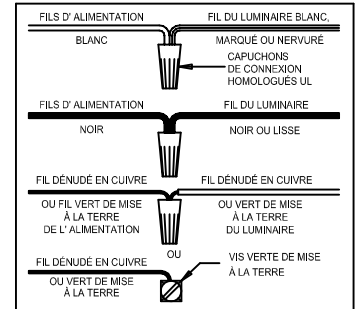 FILS D' ALIMENTATION
FIL DU LUMINAIRE BLANC,
BLANC
MARQUÉ OU NERVURÉ
CAPUCHONS
DE CONNEXION
HOMOLOGUÉS UL
FILS D' ALIMENTATION
FIL DU LUMINAIRE
NOIR
NOIR OU LISSE
FIL DÉNUDÉ EN CUIVRE
FIL DÉNUDÉ EN CUIVRE
OU FIL VERT DE MISE
À LA TERRE
DE L' ALIMENTATION
OU VERT DE MISE
À LA TERRE
DU LUMINAIRE
OU
FIL DÉNUDÉ EN CUIVRE
OU VERT DE MISE
À LA TERRE
VIS VERTE DE MISE
À LA TERRE